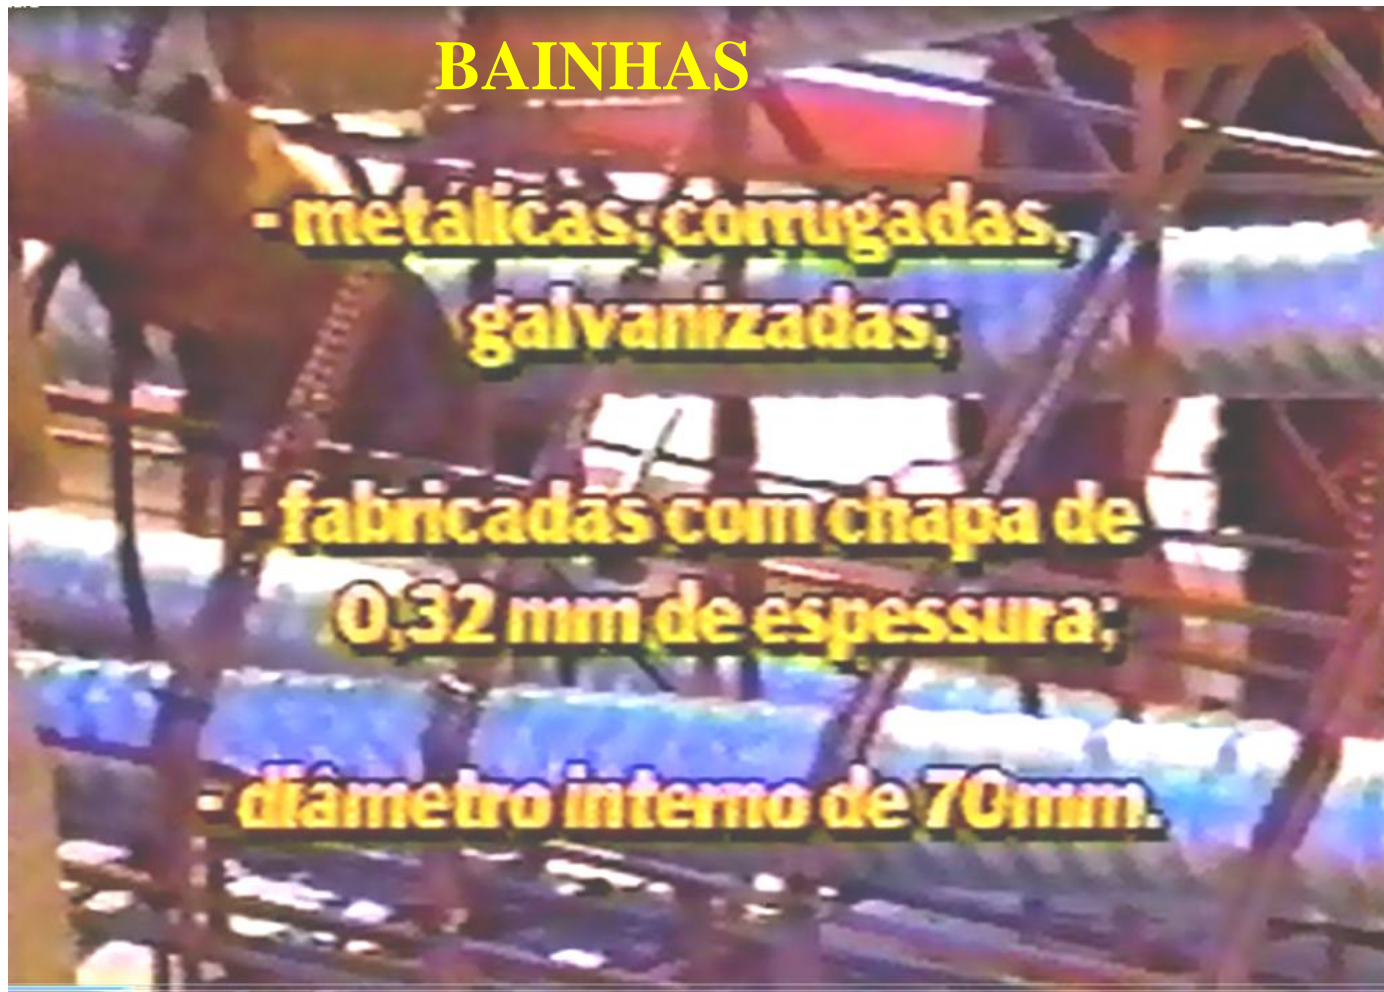 BAINHAS
- metálicas, corrugadas,
galvanizadas;
- fabricadas com chapa de
0,32 mm de espessura;
- diâmetro interno de 70mm.